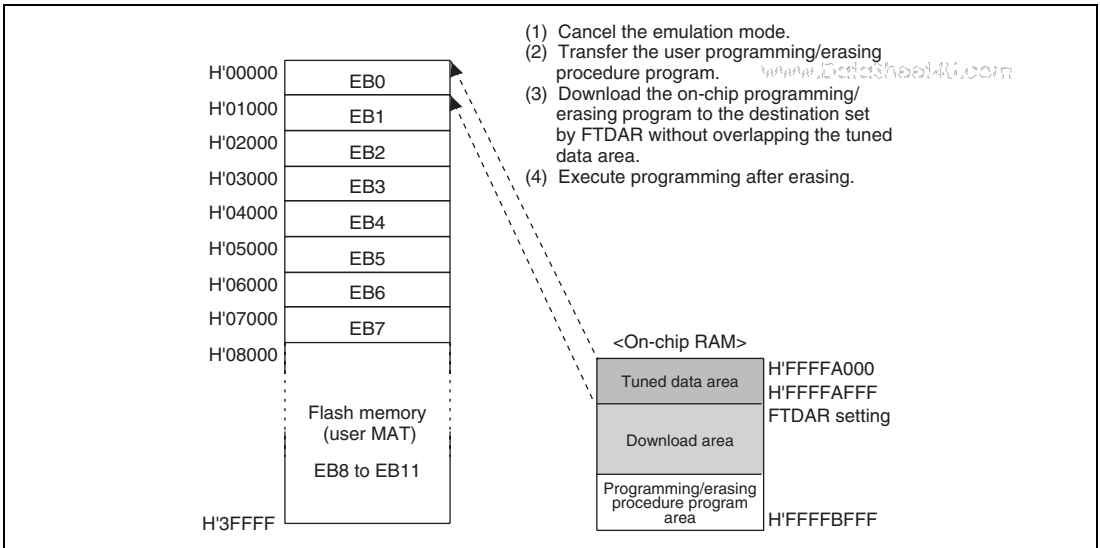 (1) Cancel the emulation mode.
(2) Transfer the user programming/erasing
procedure program.
www.DataSheet4U.com
(3) Download the on-chip programming/
erasing program to the destination set
by FTDAR without overlapping the tuned
data area.
(4) Execute programming after erasing.
H'00000
EB0
H'01000
EB1
H'02000
EB2
H'03000
EB3
H'04000
EB4
H'05000
EB5
H'06000
EB6
H'07000
EB7
H'08000
Flash memory
(user MAT)
EB8 to EB11
H'3FFFF
<On-chip RAM>
Tuned data area
H'FFFFA000
H'FFFFAFFF
FTDAR setting
Download area
Programming/erasing
procedure program
area
H'FFFFBFFF